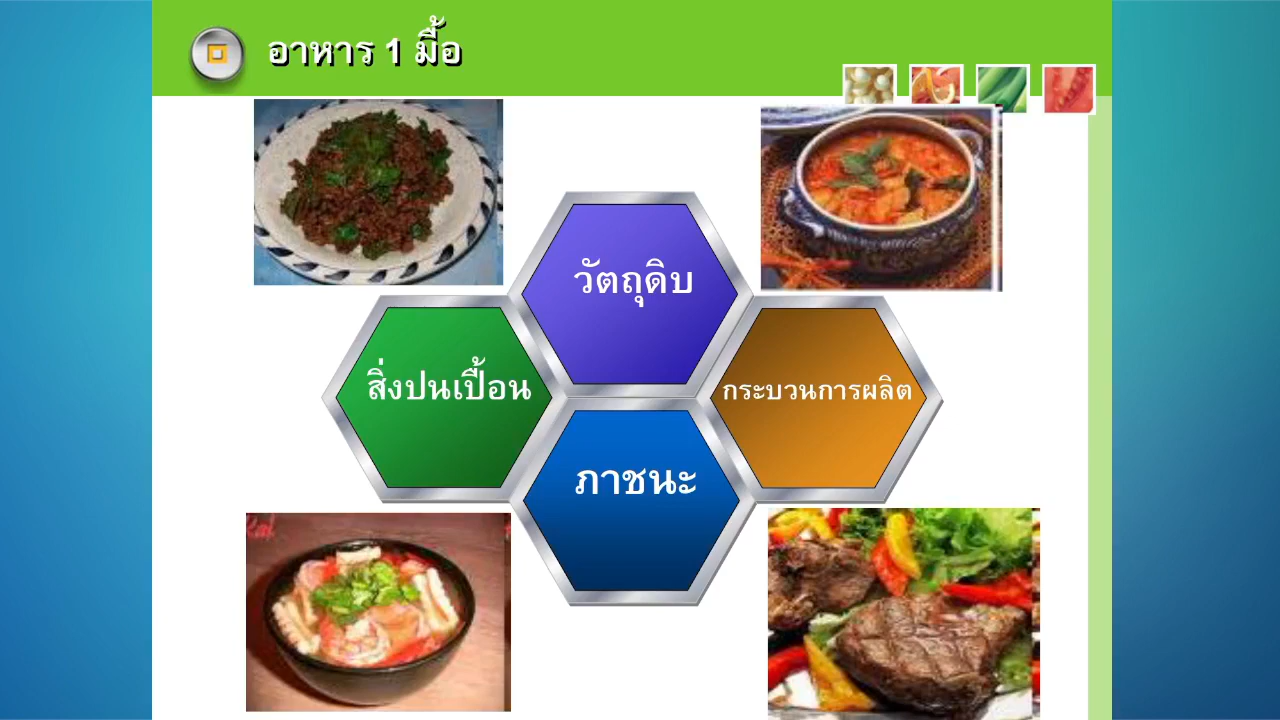 อาหาร 1 มื้อ
วัตถุดิบ
สิ่งปนเปื้อน
กระบวนการผลิต
ภาชนะ